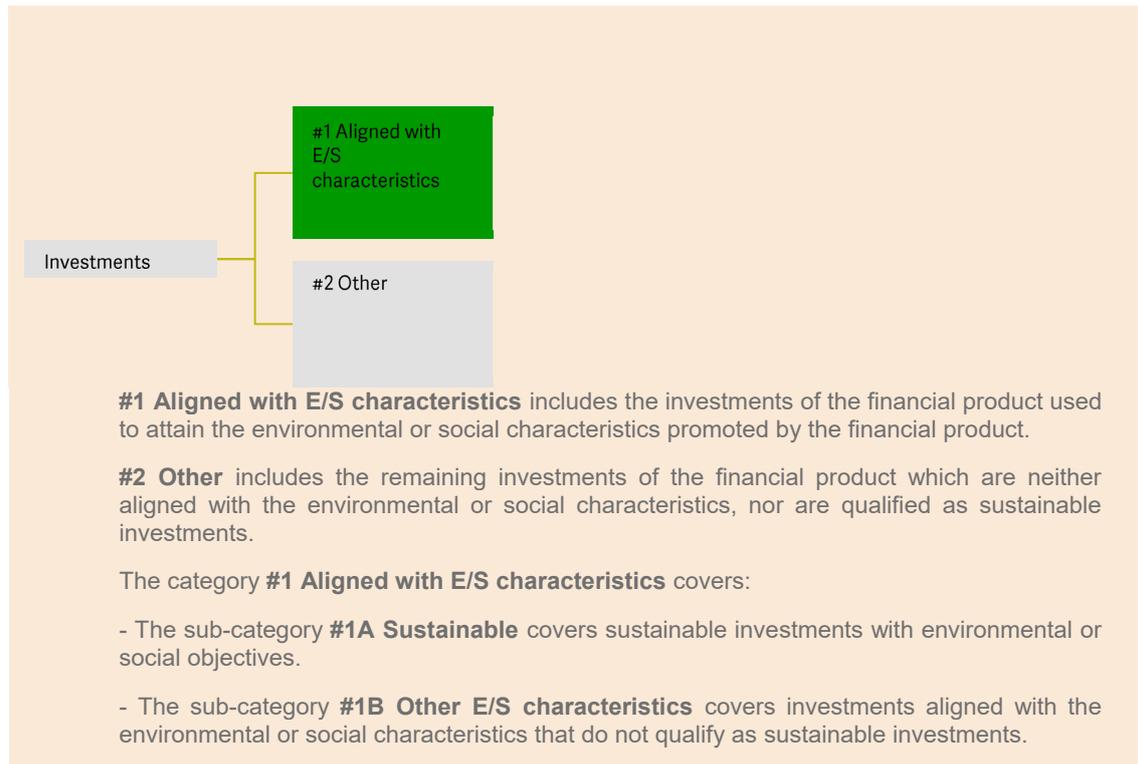 #1 Aligned with
E/S
characteristics
Investments
#2 Other
#1 Aligned with E/S characteristics includes the investments of the financial product used
to attain the environmental or social characteristics promoted by the financial product.
#2 Other includes the remaining investments of the financial product which are neither
aligned with the environmental or social characteristics, nor are qualified as sustainable
investments.
The category #1 Aligned with E/S characteristics covers:
- The sub-category #1A Sustainable covers sustainable investments with environmental or
social objectives.
- The sub-category #1B Other E/S characteristics covers investments aligned with the
environmental or social characteristics that do not qualify as sustainable investments.